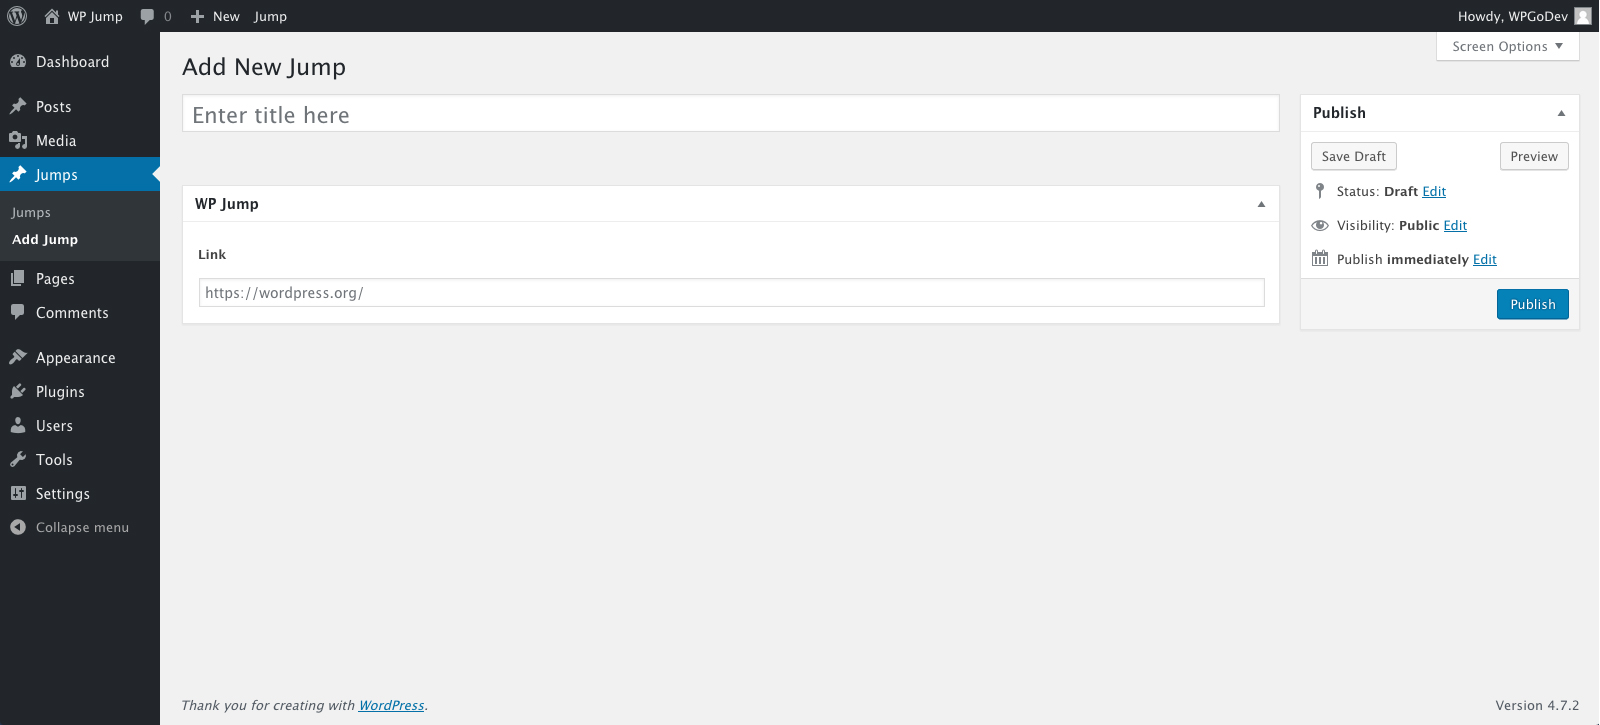 WP Jump 0 New Jump Howdy, WPGoDev
Screen Options
Dashboard
Posts
Media
Jumps
Jumps
Add Jump
Pages
Comments
Appearance
Plugins
Users
Tools
Settings
Collapse menu
Add New Jump
Enter title here
WP Jump
Link
https://wordpress.org/
Publish
Save Draft Preview
Status: Draft Edit
Visibility: Public Edit
Publish immediately Edit
Publish
Thank you for creating with WordPress.
Version 4.7.2